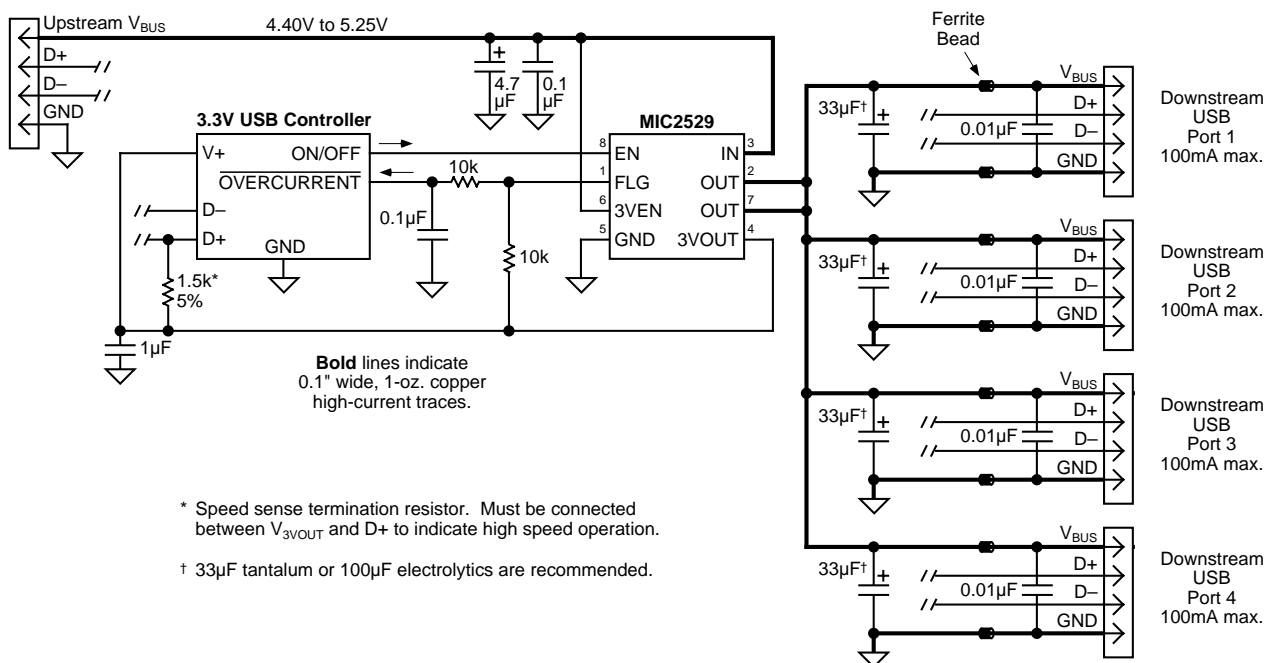 Upstream VBUS
4.40V to 5.25V
D+
D–
GND
4.7
µF
0.1
µF
Ferrite
Bead
3.3V USB Controller
V+
ON/OFF
OVERCURRENT
D–
D+
GND
10k
0.1µF
10k
1.5k*
5%
1µF
MIC2529
8
EN
IN
3
1
FLG
OUT
2
6
3VEN
OUT
7
5
GND
3VOUT
4
Bold lines indicate
0.1" wide, 1-oz. copper
high-current traces.
* Speed sense termination resistor. Must be connected
between V3VOUT and D+ to indicate high speed operation.
† 33µF tantalum or 100µF electrolytics are recommended.
33µF†
+
0.01µF
VBUS
D+
D–
GND
Downstream
USB
Port 1
100mA max.
33µF†
+
0.01µF
VBUS
D+
D–
GND
Downstream
USB
Port 2
100mA max.
33µF†
+
0.01µF
VBUS
D+
D–
GND
Downstream
USB
Port 3
100mA max.
33µF†
+
0.01µF
VBUS
D+
D–
GND
Downstream
USB
Port 4
100mA max.